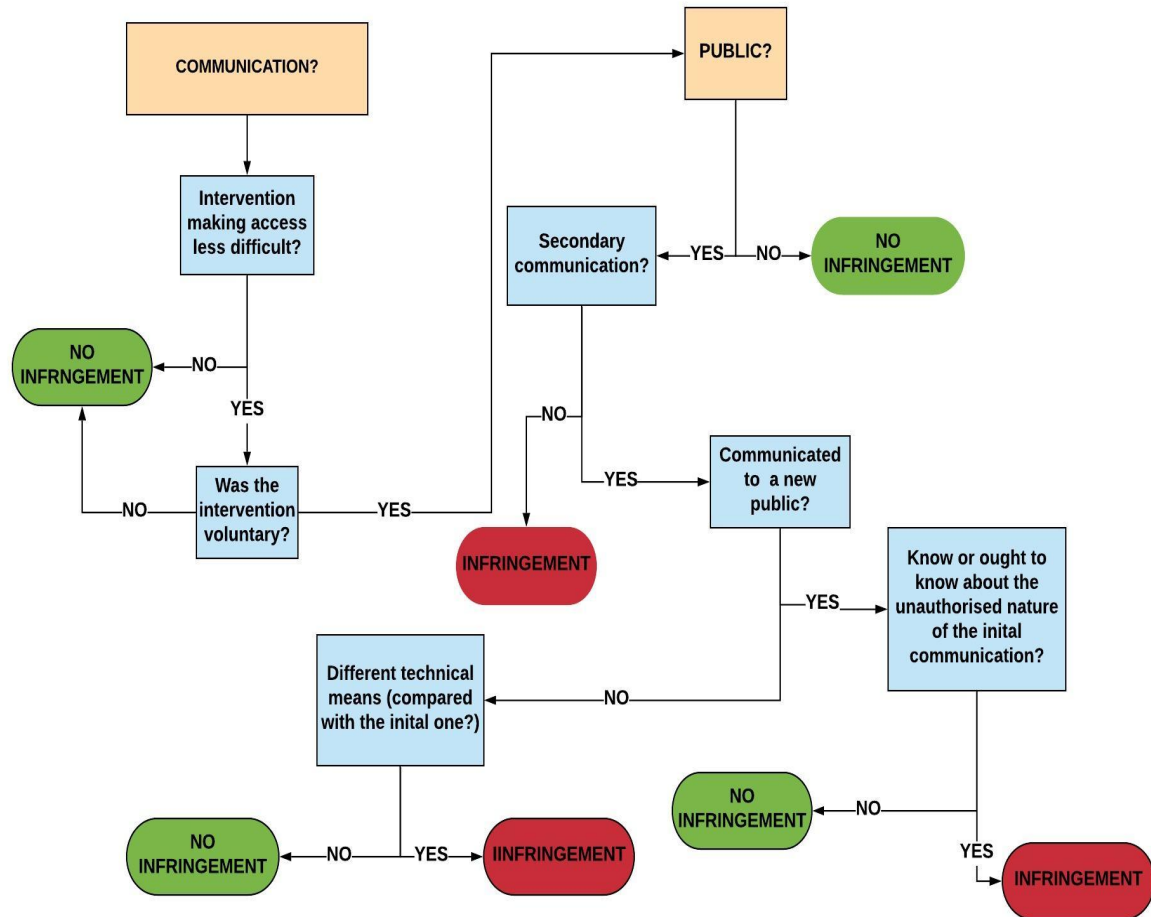 COMMUNICATION?
PUBLIC?
Intervention
making access
less difficult?
Secondary
communication?
YES
NO
NO
INFRINGEMENT
NO
INFRNGEMENT
NO
YES
NO
Was the
intervention
voluntary?
NO
YES
YES
Communicated
to a new
public?
INFRINGEMENT
Know or ought to
know about the
unauthorised nature
of the inital
communication?
YES
Different technical
means (compared
with the inital one?)
NO
NO
INFRINGEMENT
NO
YES
NO
INFRINGEMENT
NO
YES
IINFRINGEMENT
INFRINGEMENT